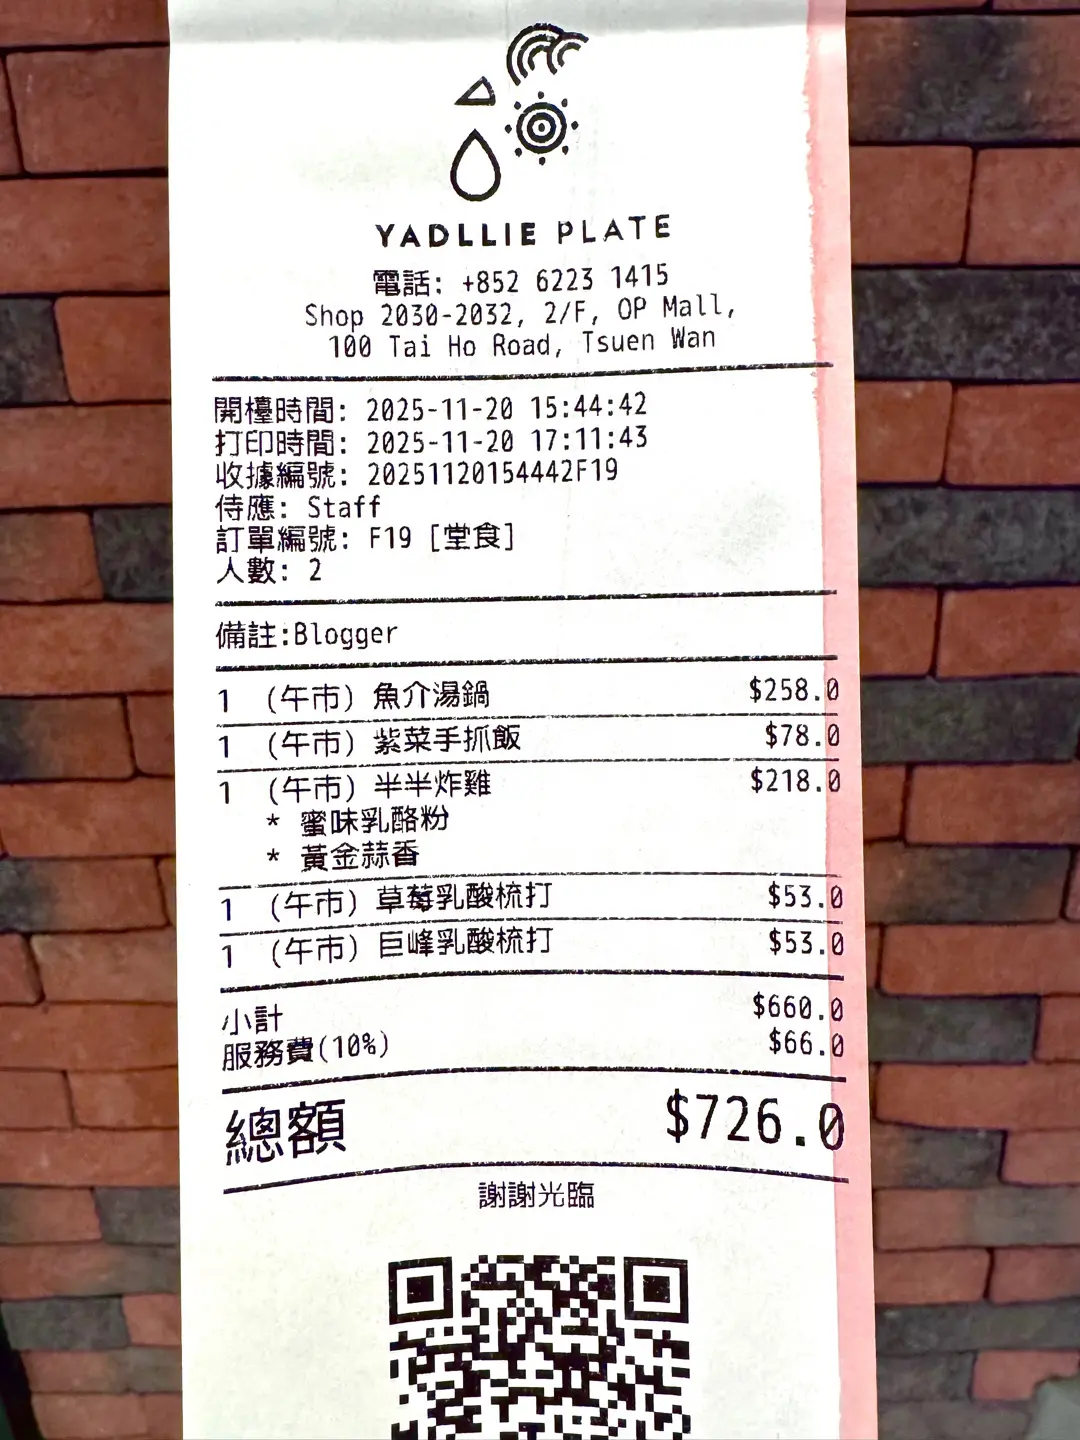 YADLLIE PLATE
電話: +852 6223 1415
Shop 2030-2032, 2/F, OP Mall,
100 Tai Ho Road, Tsuen Wan
開檯時間: 2025-11-20 15:44:42
打印時間: 2025-11-20 17:11:43
收據編號: 20251120154442F19
侍應: Staff
訂單編號: F19 [堂食]
人數: 2
備註:Blogger
1 (午市) 魚介湯鍋 $258.0
1 (午市) 紫菜手抓飯 $78.0
1 (午市) 半半炸雞 $218.0
* 蜜味乳酪粉
* 黃金蒜香
1 (午市) 草莓乳酸梳打 $53.0
1 (午市) 巨峰乳酸梳打 $53.0
小計 $660.0
服務費(10%) $66.0
總額 $726.0
謝謝光臨